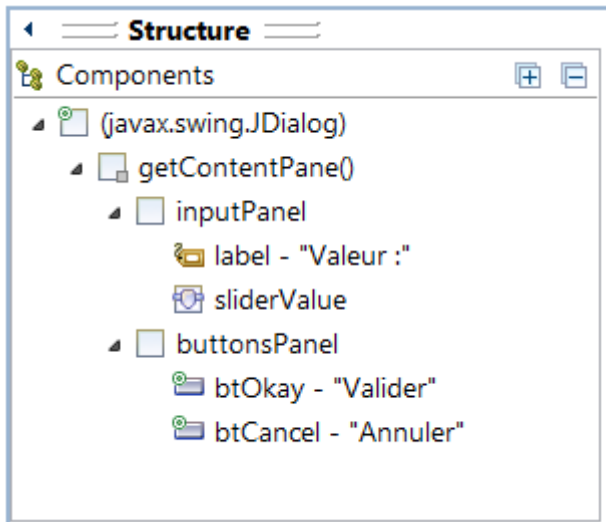 Structure
Components
(javax.swing.JDialog)
getContentPane()
inputPanel
label - "Valeur :"
sliderValue
buttonsPanel
btOkay - "Valider"
btCancel - "Annuler"